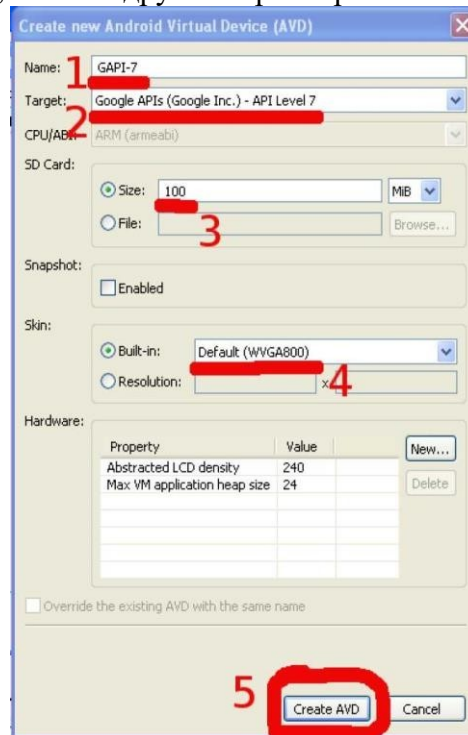 Create new Android Virtual Device (AVD)
Name: 1 GAPI-7
Target: Google APIs (Google Inc.) - API Level 7
2
CPU/ABI: ARM (armeabi)
SD Card:
Size: 100 MiB
File: Browse...
3
Snapshot:
Enabled
Skin:
Built-in: Default (WVGA800)
Resolution: x
4
Hardware:
Property Value New...
Abstracted LCD density 240 Delete
Max VM application heap size 24
Override the existing AVD with the same name
5
Create AVD Cancel